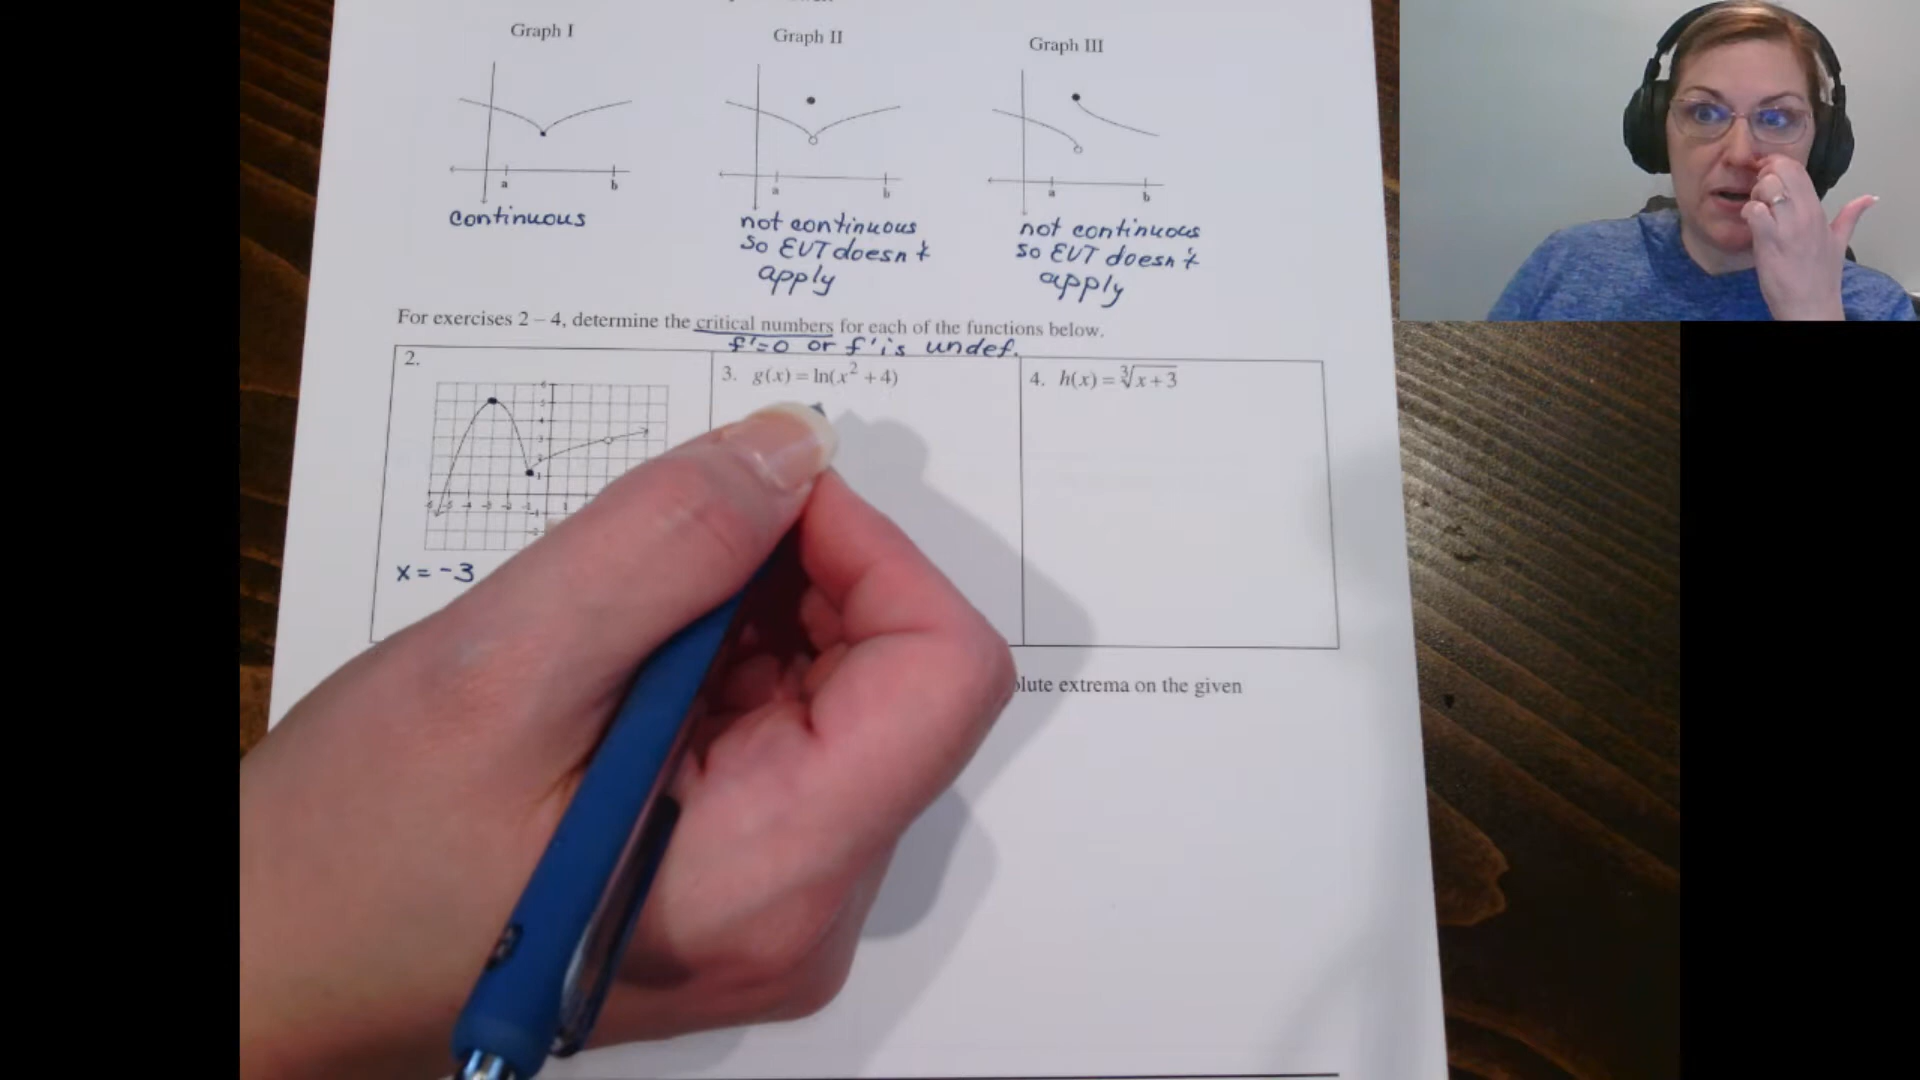 Graph I
Graph II
Graph III
a b
a b
a b
continuous
not continuous
so EVT doesn't
apply
not continuous
so EVT doesn't
apply
For exercises 2 – 4, determine the critical numbers for each of the functions below.
f'=0 or f' is undef.
2.
3. g(x) = ln(x² + 4)
4. h(x) = ∛(x+3)
x = -3
olute extrema on the given